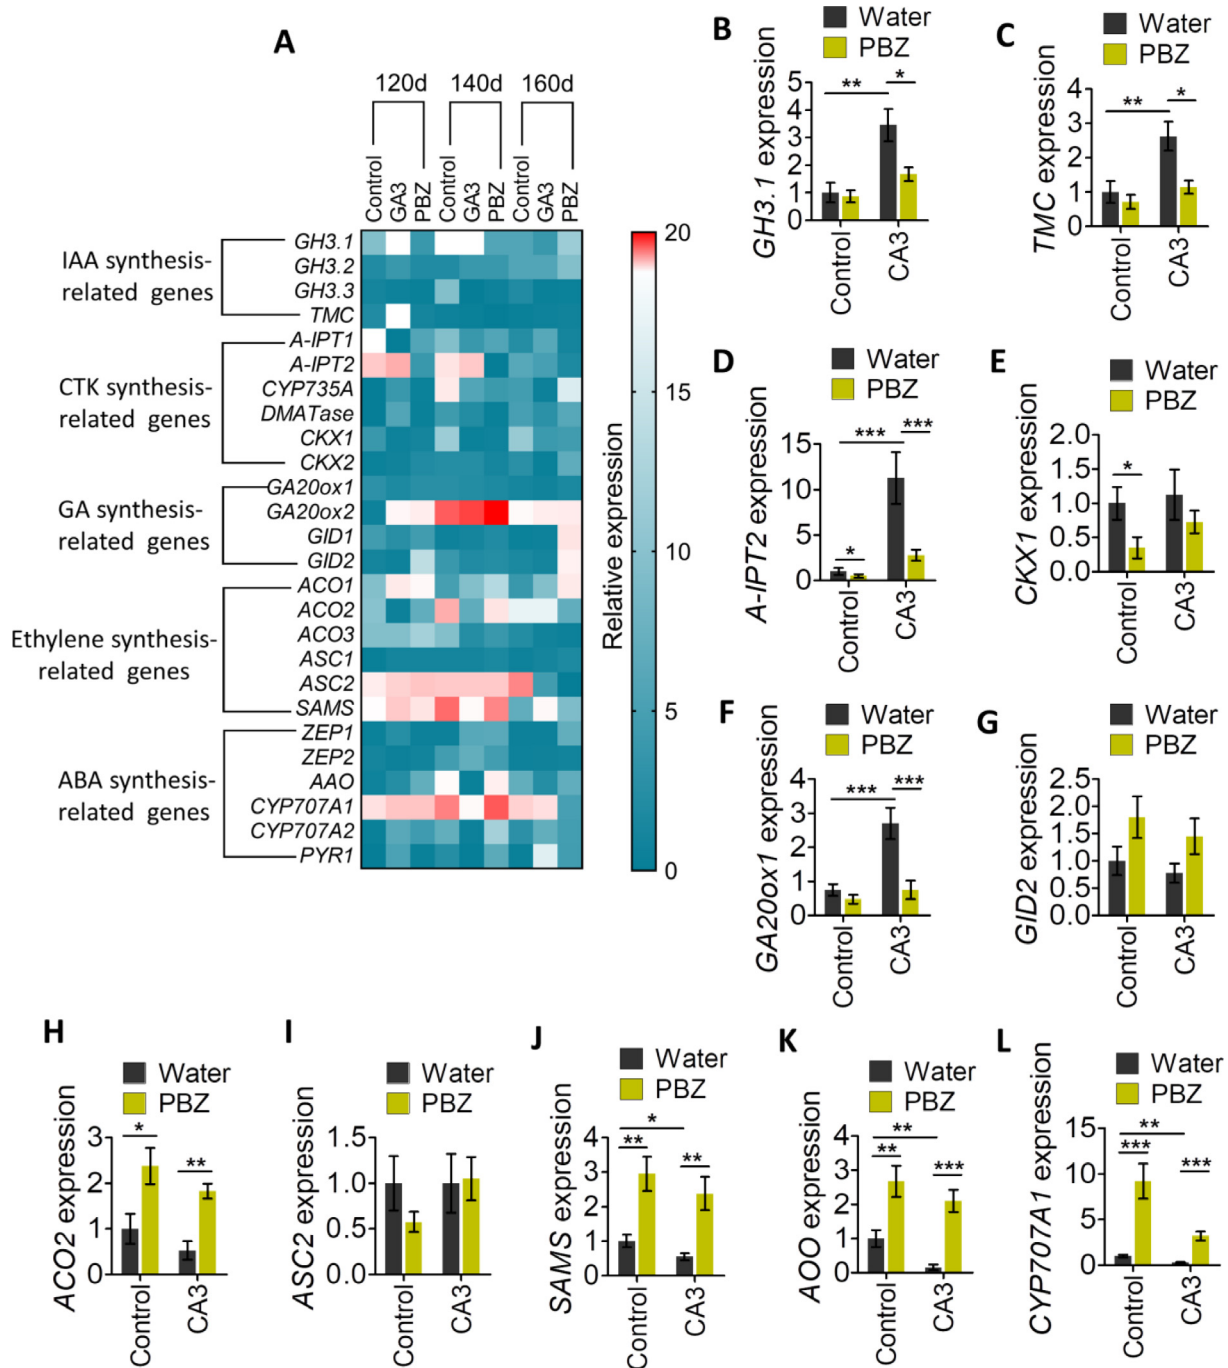 A
120d 140d 160d
Control GA3 PBZ Control GA3 PBZ Control GA3 PBZ
IAA synthesis-
related genes
GH3.1
GH3.2
GH3.3
TMC
CTK synthesis-
related genes
A-IPT1
A-IPT2
CYP735A
DMATase
CKX1
CKX2
GA synthesis-
related genes
GA20ox1
GA20ox2
GID1
GID2
Ethylene synthesis-
related genes
ACO1
ACO2
ACO3
ASC1
ASC2
SAMS
ABA synthesis-
related genes
ZEP1
ZEP2
AAO
CYP707A1
CYP707A2
PYR1
20
15
10
5
0
Relative expression
B
Water
PBZ
GH3.1 expression
5
4
3
2
1
0
** *
Control CA3
C
Water
PBZ
TMC expression
4
3
2
1
0
** *
Control CA3
D
Water
PBZ
A-IPT2 expression
15
10
5
0
*** ***
*
Control CA3
E
Water
PBZ
CKX1 expression
2.0
1.5
1.0
0.5
0.0
*
Control CA3
F
Water
PBZ
GA20ox1 expression
4
3
2
1
0
*** ***
Control CA3
G
Water
PBZ
GID2 expression
2.5
2.0
1.5
1.0
0.5
0.0
Control CA3
H
Water
PBZ
ACO2 expression
3
2
1
0
* **
Control CA3
I
Water
PBZ
ASC2 expression
1.5
1.0
0.5
0.0
Control CA3
J
Water
PBZ
SAMS expression
4
3
2
1
0
*
** **
Control CA3
K
Water
PBZ
AOO expression
4
3
2
1
0
**
** ***
Control CA3
L
Water
PBZ
CYP707A1 expression
15
10
5
0
**
*** ***
Control CA3